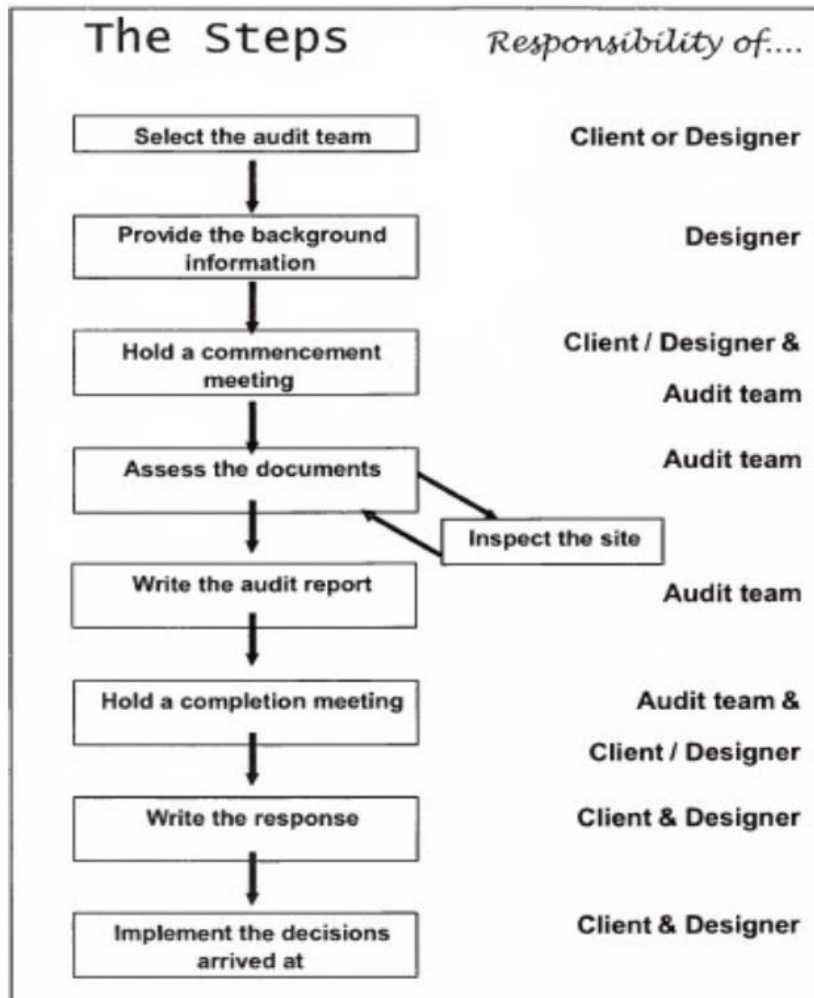 The Steps
Responsibility of....
Select the audit team
Client or Designer
Provide the background
information
Designer
Hold a commencement
meeting
Client / Designer &
Audit team
Assess the documents
Audit team
Inspect the site
Write the audit report
Audit team
Hold a completion meeting
Audit team &
Client / Designer
Write the response
Client & Designer
Implement the decisions
arrived at
Client & Designer